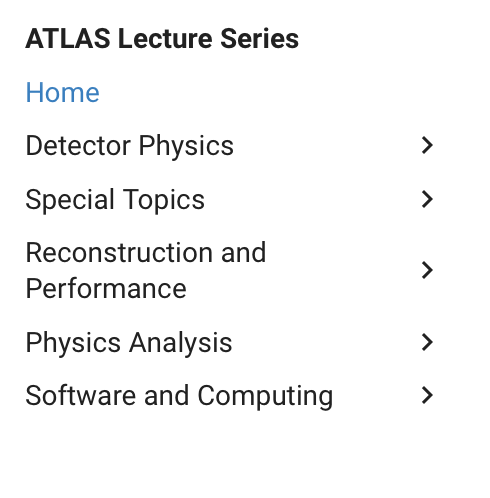 ATLAS Lecture Series
Home
Detector Physics
Special Topics
Reconstruction and
Performance
Physics Analysis
Software and Computing